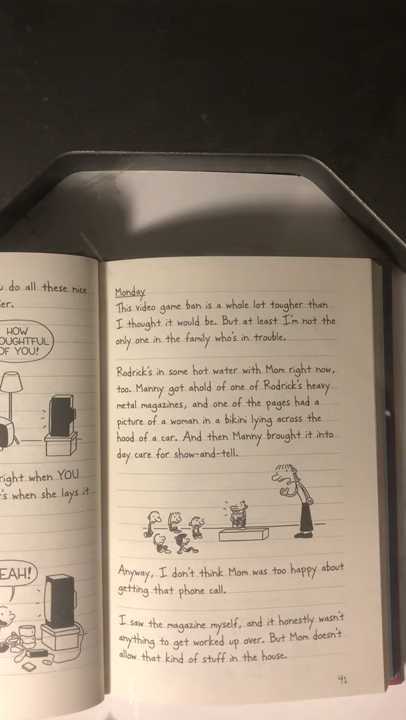 u do all these nice
er.
HOW
OUGHTFUL
OF YOU!
right when YOU
's when she lays it
EAH!
Monday
This video game ban is a whole lot tougher than
I thought it would be. But at least I'm not the
only one in the family who's in trouble.
Rodrick's in some hot water with Mom right now,
too. Manny got ahold of one of Rodrick's heavy
metal magazines, and one of the pages had a
picture of a woman in a bikini lying across the
hood of a car. And then Manny brought it into
day care for show-and-tell.
Anyway, I don't think Mom was too happy about
getting that phone call.
I saw the magazine myself, and it honestly wasn't
anything to get worked up over. But Mom doesn't
allow that kind of stuff in the house.
41